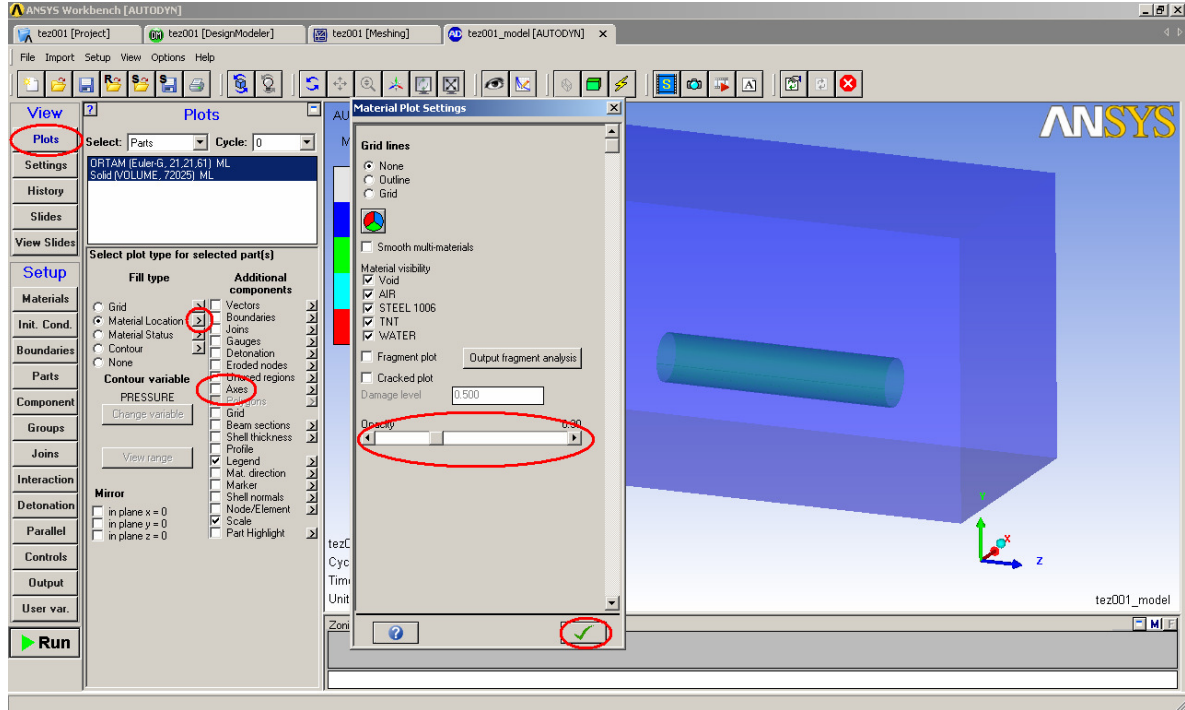 ANSYS Workbench [AUTODYN]
tez001 [Project]
tez001 [DesignModeler]
tez001 [Meshing]
tez001_model [AUTODYN]
File Import Setup View Options Help
View
Plots
Settings
History
Slides
View Slides
Setup
Materials
Init. Cond.
Boundaries
Parts
Component
Groups
Joins
Interaction
Detonation
Parallel
Controls
Output
User var.
Run
Plots
Select: Parts Cycle: 0
ORTAM (Euler-G, 21,21,61) ML
Solid (VOLUME, 72025) ML
Select plot type for selected part(s)
Fill type
Grid
Material Location
Material Status
Contour
None
Contour variable
PRESSURE
Change variable
View range
Mirror
in plane x = 0
in plane y = 0
in plane z = 0
Additional
components
Vectors
Boundaries
Joins
Gauges
Detonation
Eroded nodes
Unused regions
Axes
Polygons
Grid
Beam sections
Shell thickness
Profile
Legend
Mat. direction
Marker
Shell normals
Node/Element
Scale
Part Highlight
AU
M
Material Plot Settings
Grid lines
None
Outline
Grid
Smooth multi-materials
Material visibility
Void
AIR
STEEL 1006
TNT
WATER
Fragment plot
Output fragment analysis
Cracked plot
Damage level 0.500
Opacity 0.30
ANSYS
Y
X
Z
tez0
Cyc
Time
Unit
tez001_model
Zoni
M F